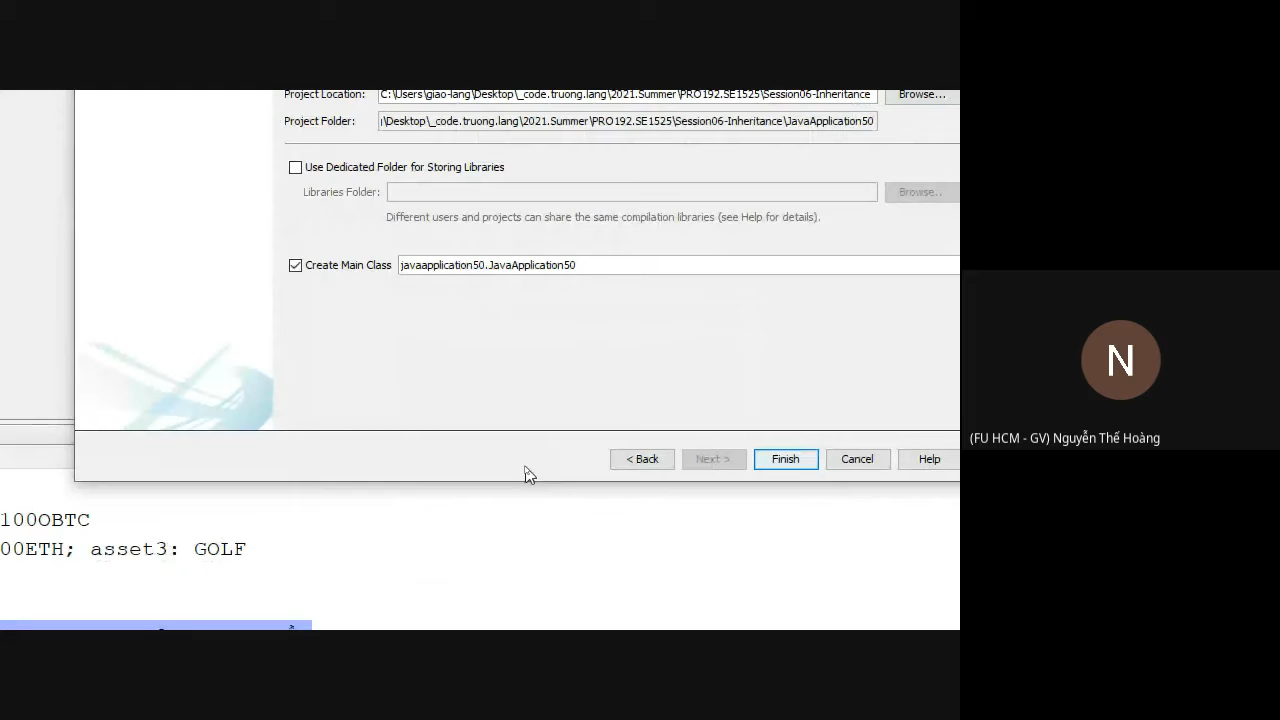 Project Location: C:\Users\giao-lang\Desktop\_code.truong.lang\2021.Summer\PRO192.SE1525\Session06-Inheritance Browse...
Project Folder: \Desktop\_code.truong.lang\2021.Summer\PRO192.SE1525\Session06-Inheritance\JavaApplication50
Use Dedicated Folder for Storing Libraries
Libraries Folder: Browse...
Different users and projects can share the same compilation libraries (see Help for details).
Create Main Class javaapplication50.JavaApplication50
< Back Next > Finish Cancel Help
100OBTC
00ETH; asset3: GOLF
N
(FU HCM - GV) Nguyễn Thế Hoàng